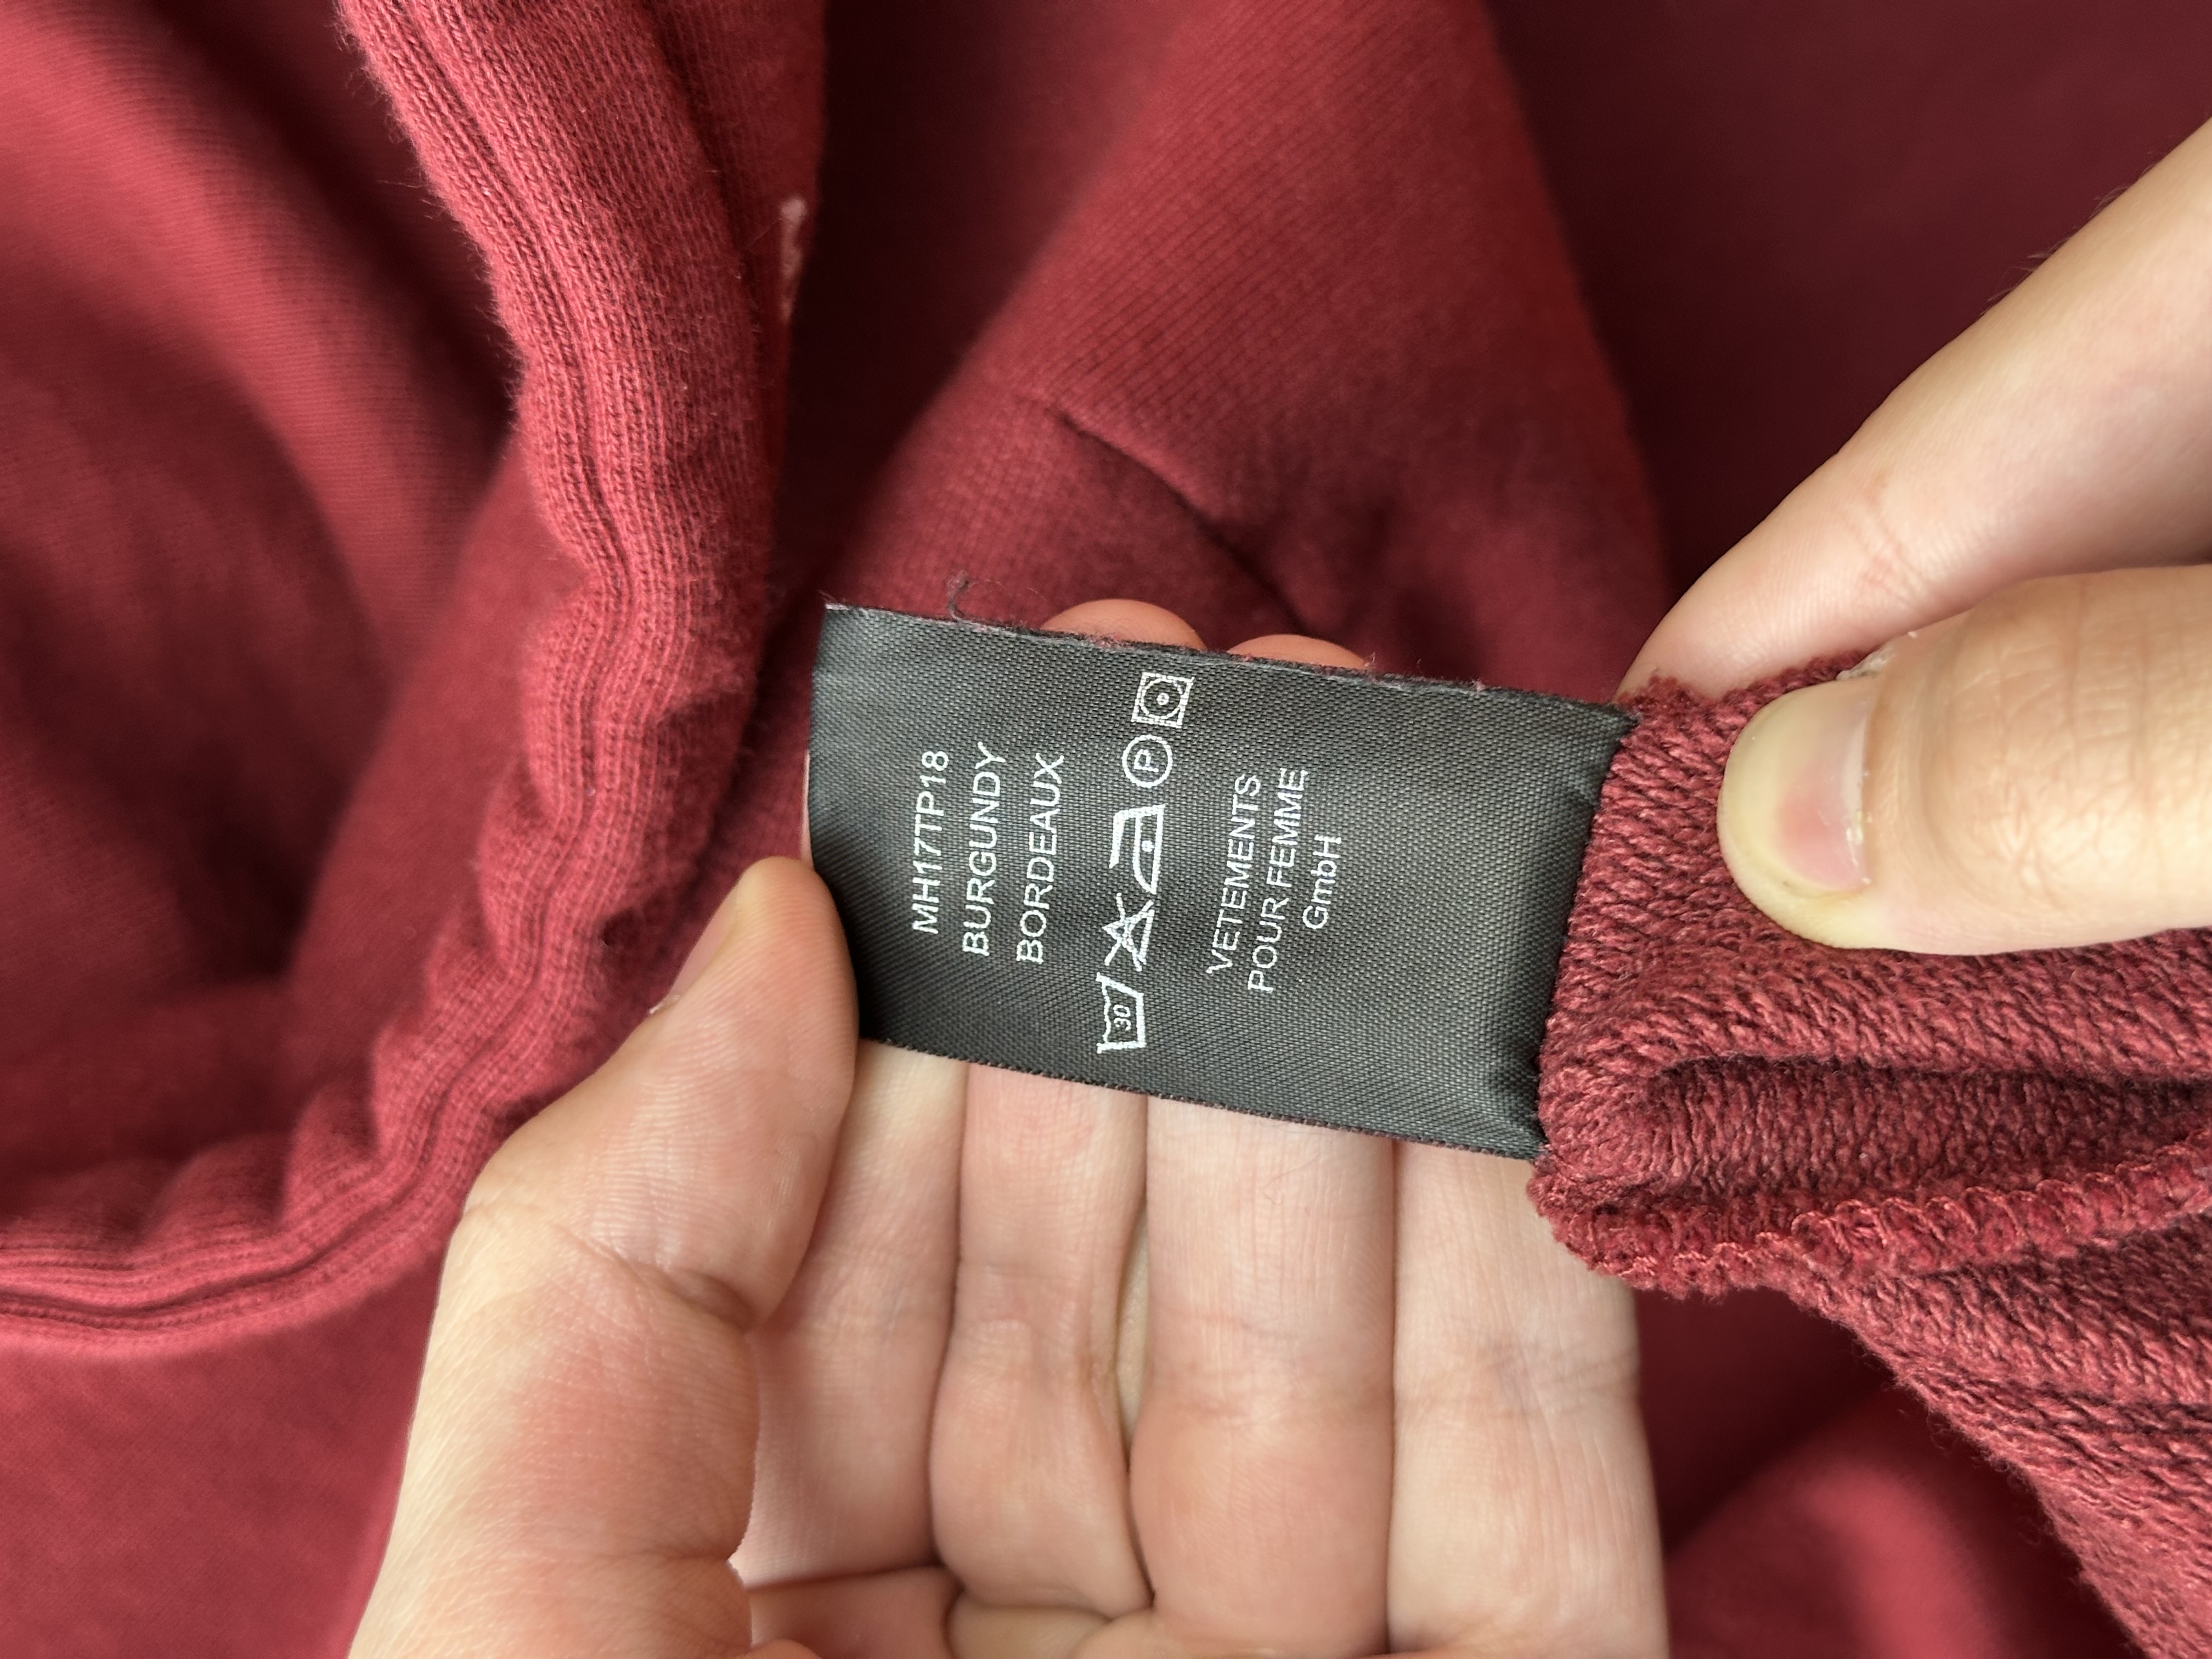 MH17TP18
BURGUNDY
BORDEAUX
30 P
VETEMENTS
POUR FEMME
GmbH